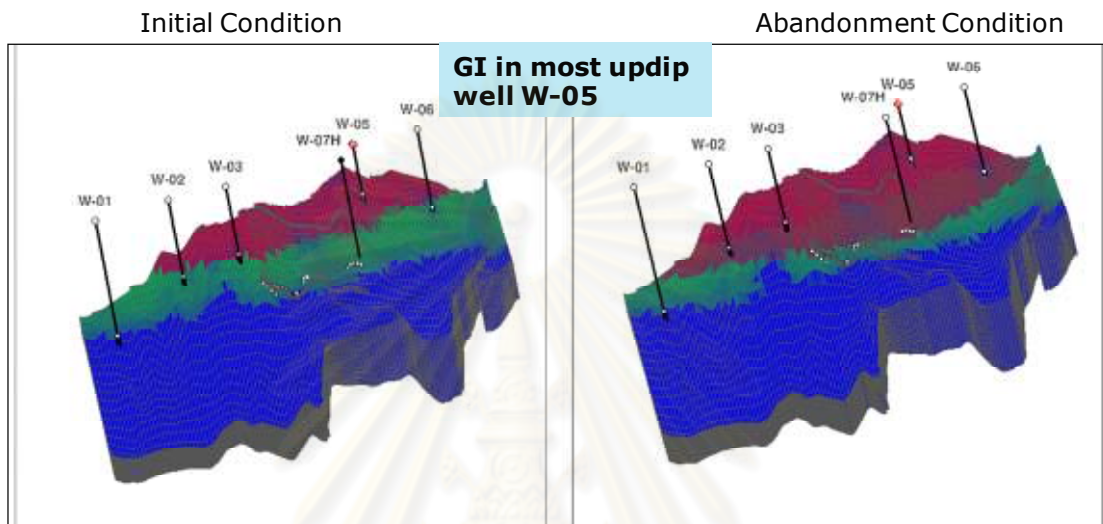 Initial Condition
Abandonment Condition
GI in most updip
well W-05
W-01
W-02
W-03
W-07H
W-05
W-06
W-01
W-02
W-03
W-07H
W-05
W-06